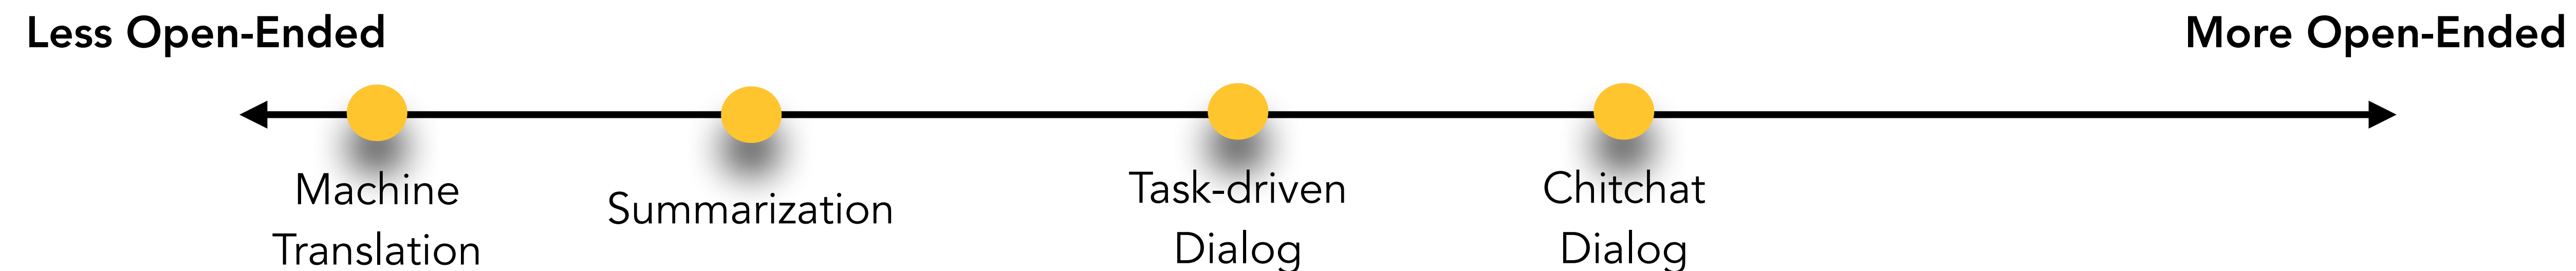 Less Open-Ended
More Open-Ended
Machine
Translation
Summarization
Task-driven
Dialog
Chitchat
Dialog